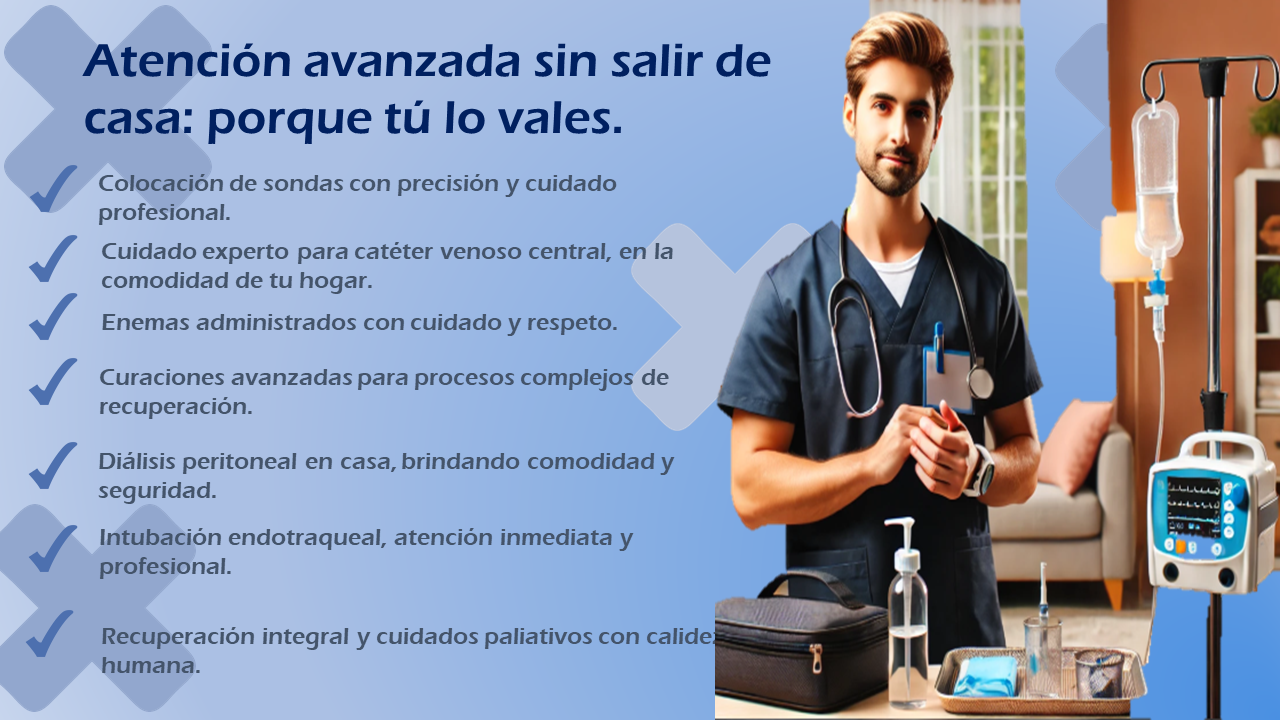 Atención avanzada sin salir de
casa: porque tú lo vales.
Colocación de sondas con precisión y cuidado
profesional.
Cuidado experto para catéter venoso central, en la
comodidad de tu hogar.
Enemas administrados con cuidado y respeto.
Curaciones avanzadas para procesos complejos de
recuperación.
Diálisis peritoneal en casa, brindando comodidad y
seguridad.
Intubación endotraqueal, atención inmediata y
profesional.
Recuperación integral y cuidados paliativos con
humana.